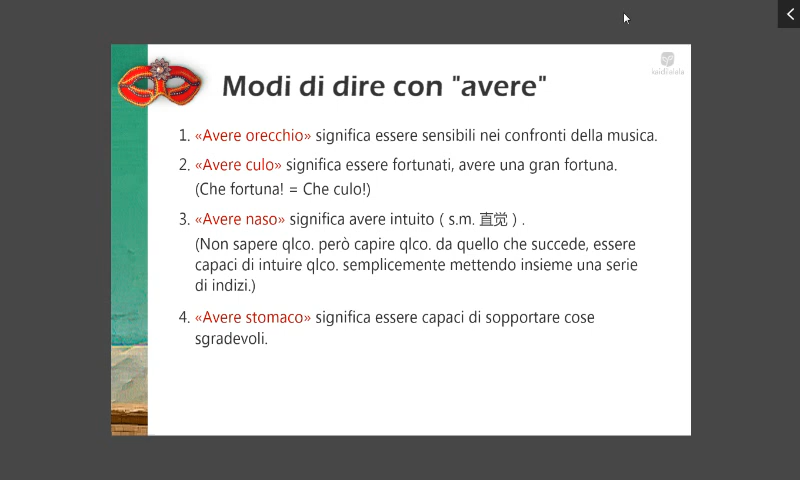 Modi di dire con "avere"
1. «Avere orecchio» significa essere sensibili nei confronti della musica.
2. «Avere culo» significa essere fortunati, avere una gran fortuna.
(Che fortuna! = Che culo!)
3. «Avere naso» significa avere intuito ( s.m. 直觉 ) .
(Non sapere qlco. però capire qlco. da quello che succede, essere
capaci di intuire qlco. semplicemente mettendo insieme una serie
di indizi.)
4. «Avere stomaco» significa essere capaci di sopportare cose
sgradevoli.